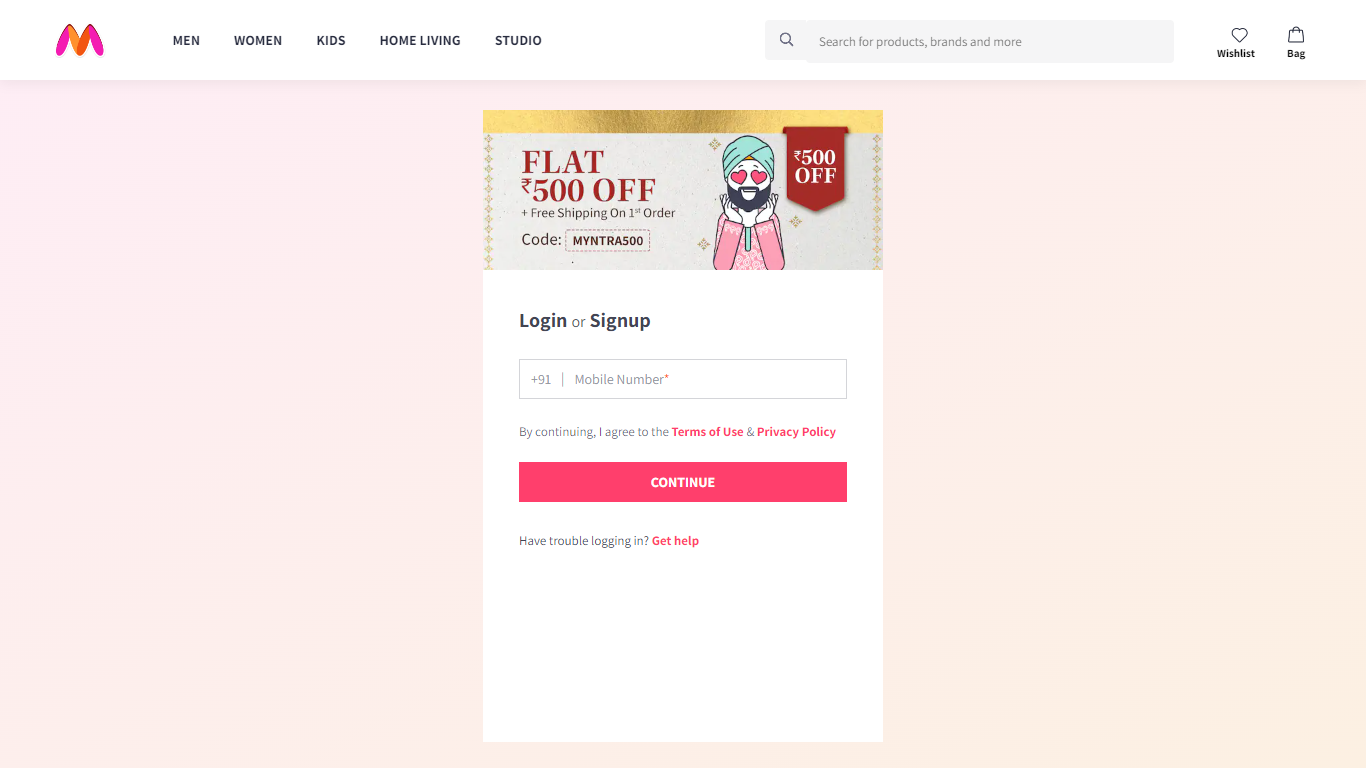 MEN WOMEN KIDS HOME LIVING STUDIO
Search for products, brands and more
Wishlist Bag
FLAT
₹500 OFF
+ Free Shipping On 1st Order
Code: MYNTRA500
₹500
OFF
Login or Signup
+91 | Mobile Number*
By continuing, I agree to the Terms of Use & Privacy Policy
CONTINUE
Have trouble logging in? Get help